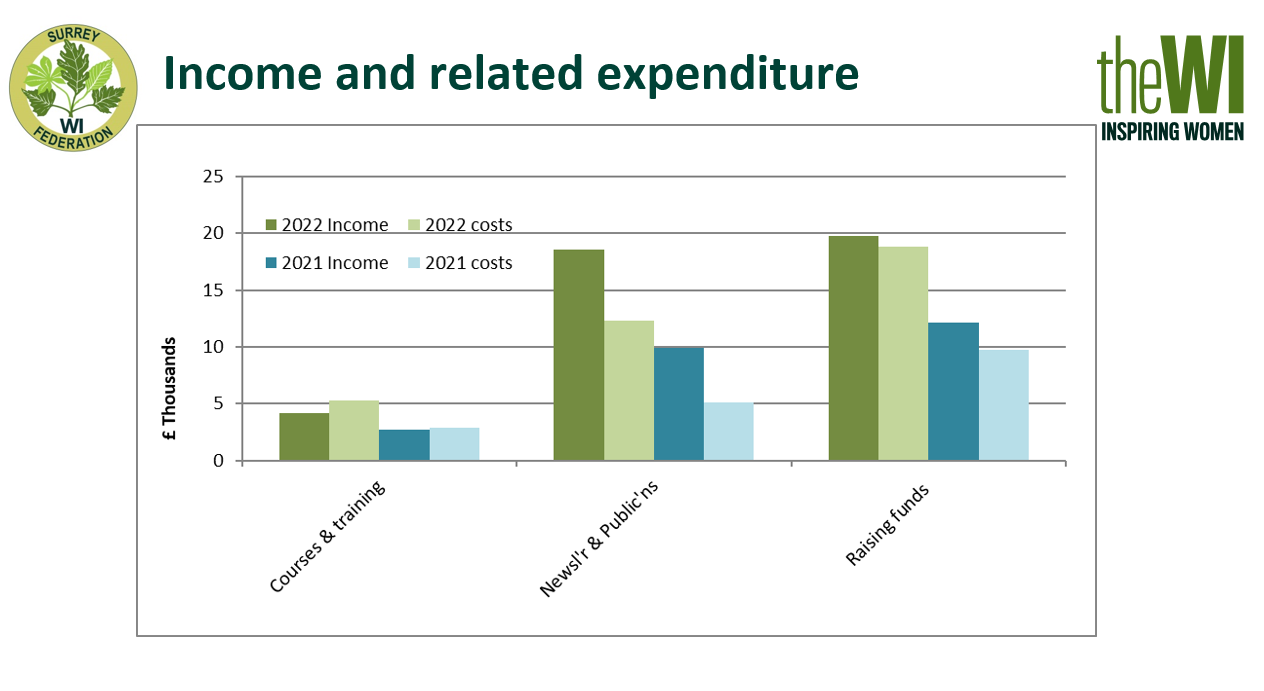 SURREY
WI
FEDERATION
Income and related expenditure
theWI
INSPIRING WOMEN
25
20
15
10
5
0
£ Thousands
2022 Income
2022 costs
2021 Income
2021 costs
Courses & training
Newsl'r & Public'ns
Raising funds